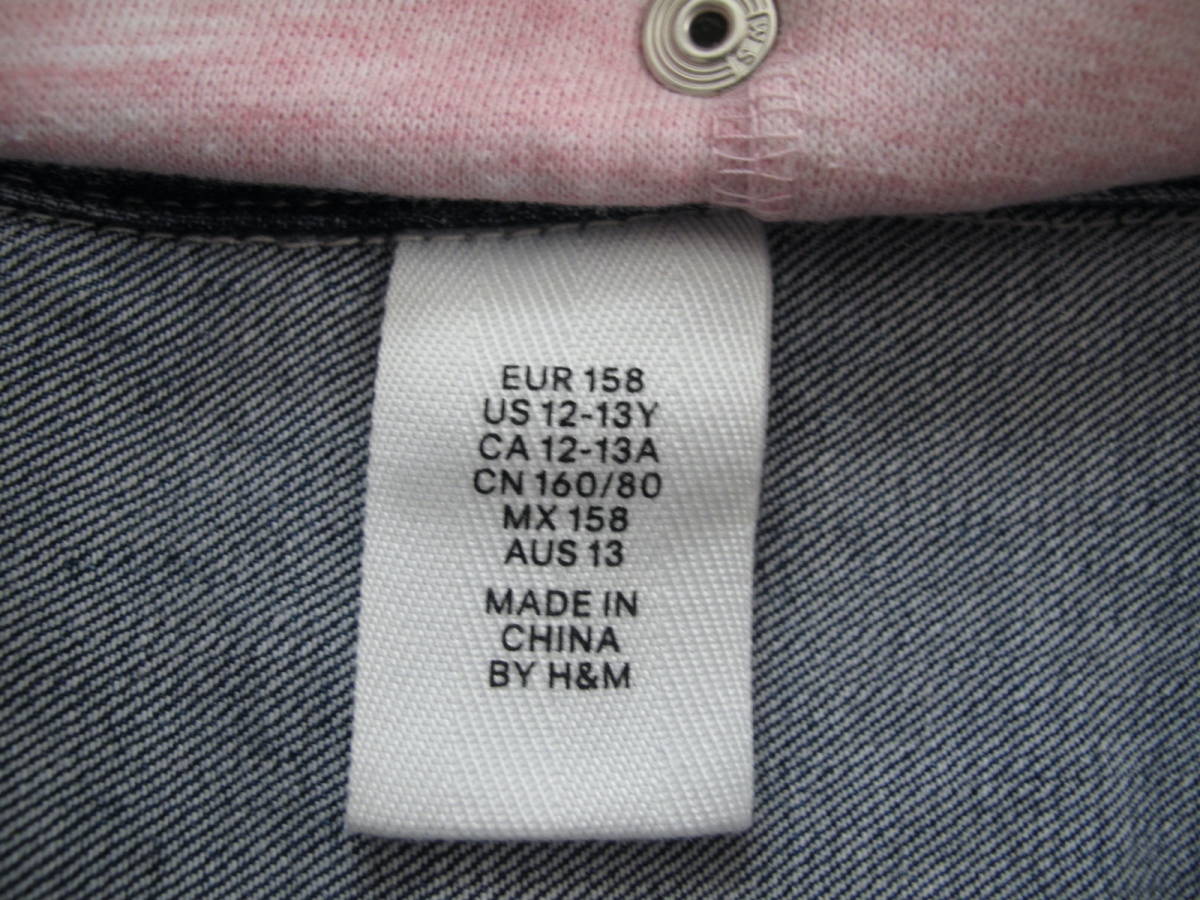 SM
EUR 158
US 12-13Y
CA 12-13A
CN 160/80
MX 158
AUS 13
MADE IN
CHINA
BY H&M